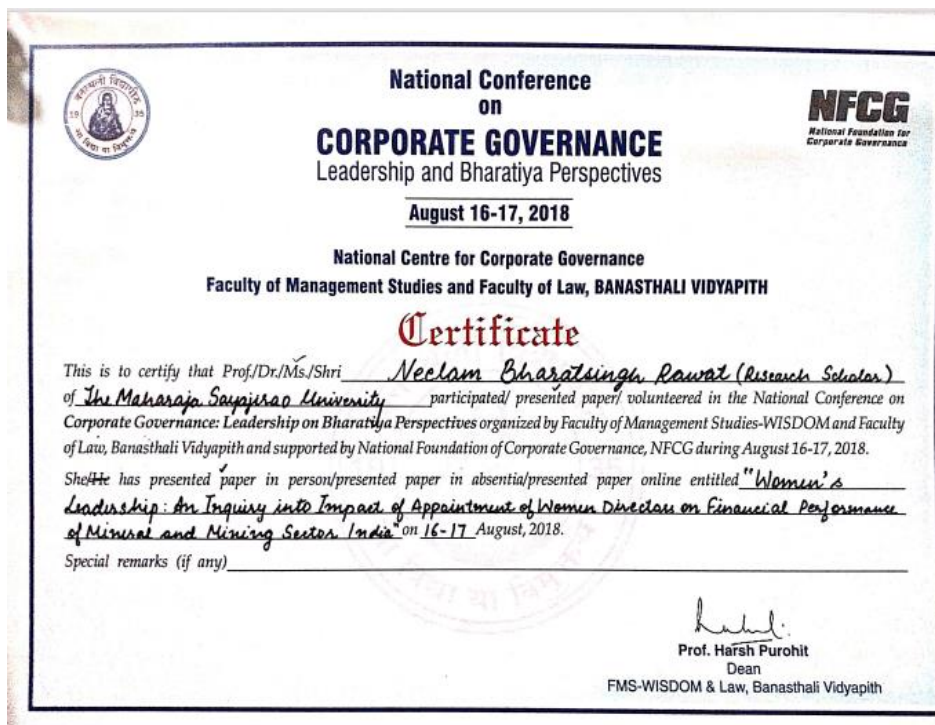 वनस्थली विद्यापीठ
19 35
सा विद्या या विमुक्तये
NFCG
National Foundation for
Corporate Governance
National Conference
on
CORPORATE GOVERNANCE
Leadership and Bharatiya Perspectives
August 16-17, 2018
National Centre for Corporate Governance
Faculty of Management Studies and Faculty of Law, BANASTHALI VIDYAPITH
Certificate
This is to certify that Prof./Dr./Ms./Shri Neelam Bharatsingh Rawat (Research Scholar)
of The Maharaja Sayajirao University participated/ presented paper/ volunteered in the National Conference on
Corporate Governance: Leadership on Bharatiya Perspectives organized by Faculty of Management Studies-WISDOM and Faculty
of Law, Banasthali Vidyapith and supported by National Foundation of Corporate Governance, NFCG during August 16-17, 2018.
She/He has presented paper in person/presented paper in absentia/presented paper online entitled "Women's
Leadership: An Inquiry into Impact of Appointment of Women Directors on Financial Performance
of Mineral and Mining Sector India" on 16-17 August, 2018.
Special remarks (if any)
Prof. Harsh Purohit
Dean
FMS-WISDOM & Law, Banasthali Vidyapith